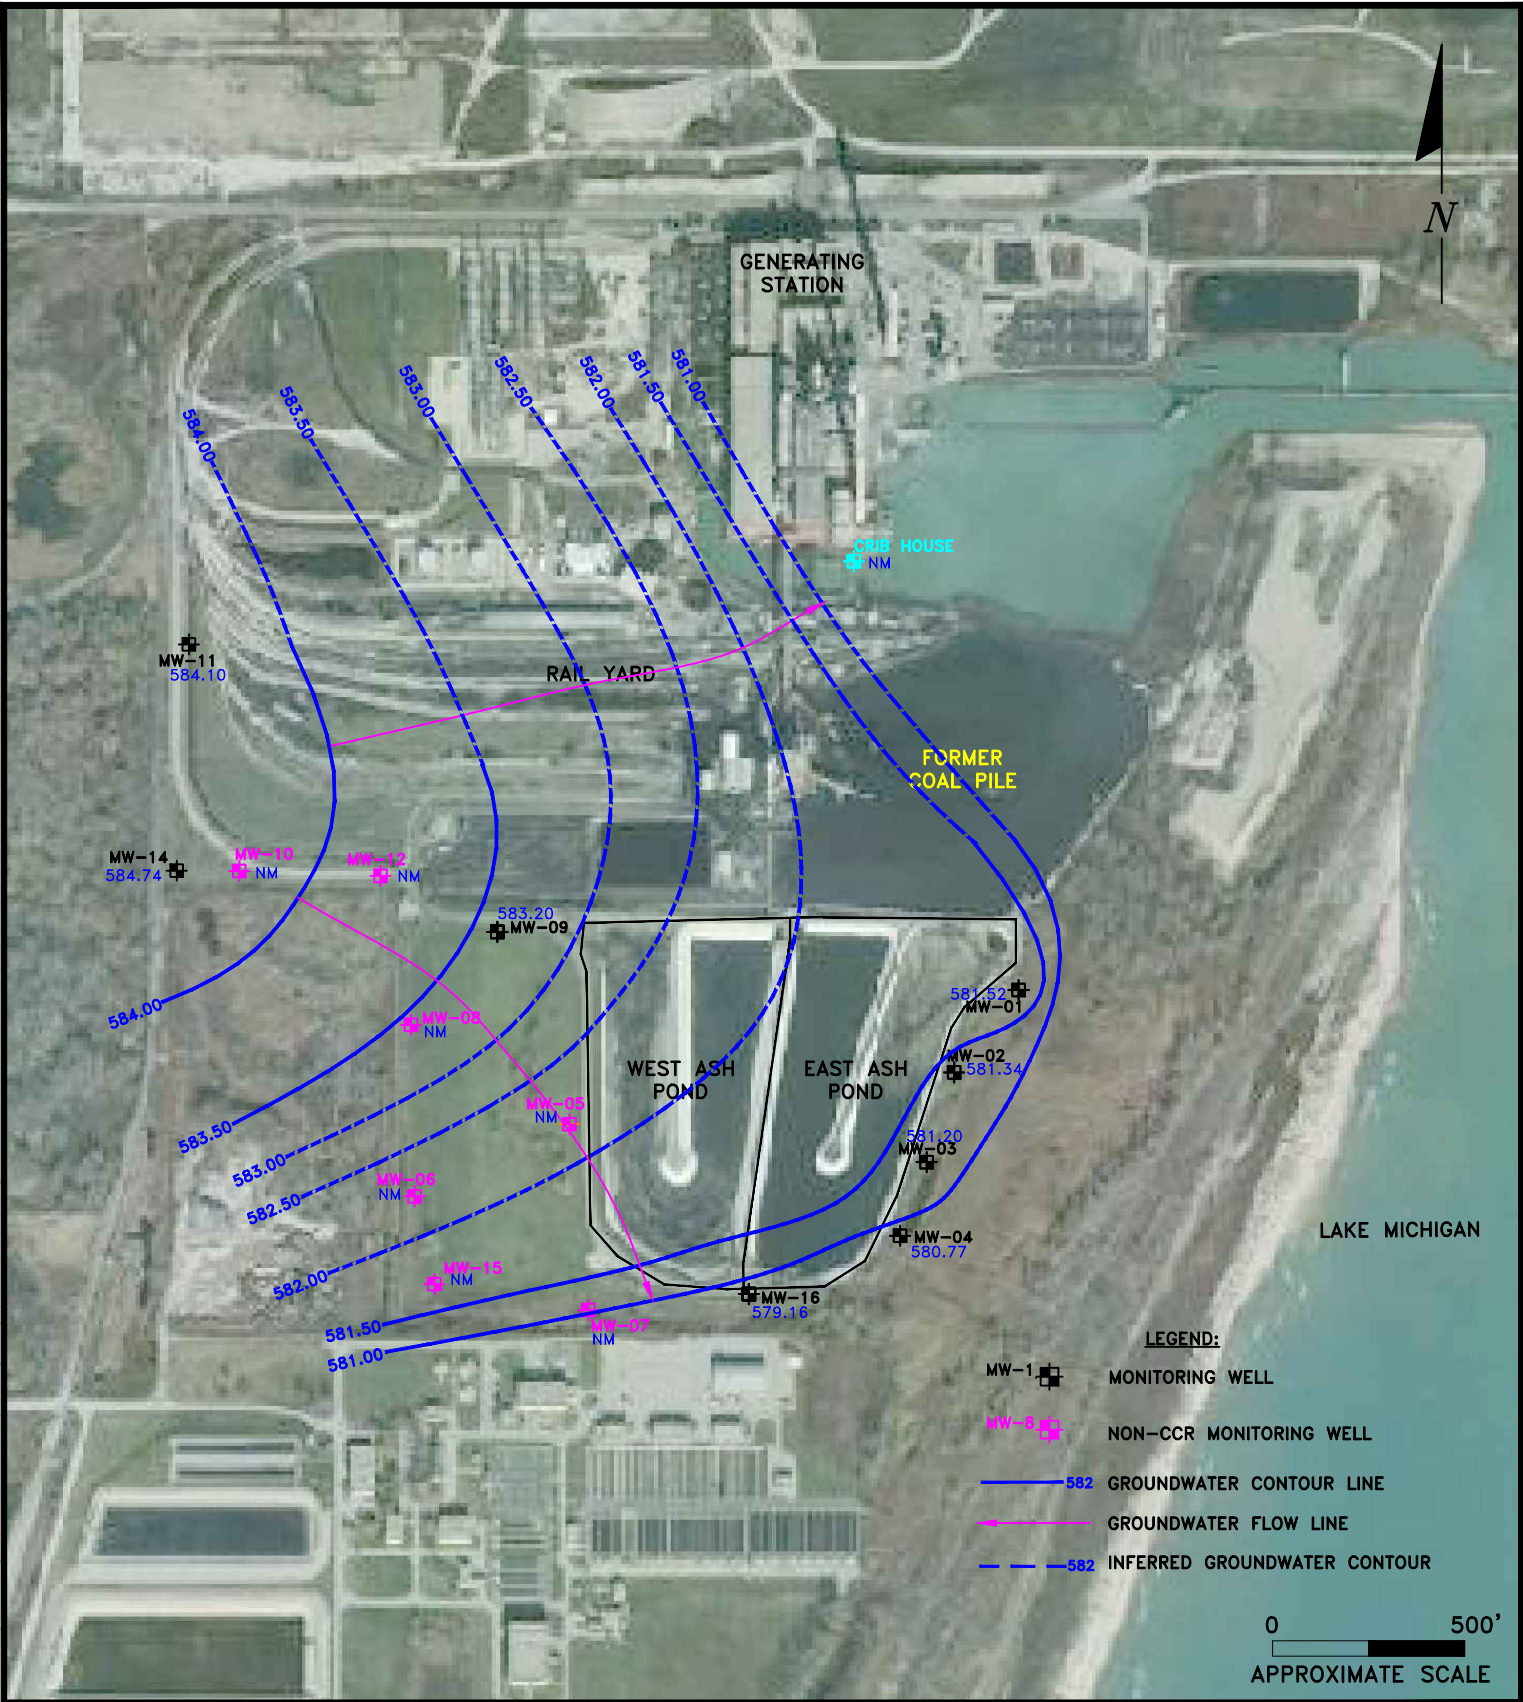 N
GENERATING
STATION
584.00
583.50
583.00
582.50
582.00
581.50
581.00
CRIB HOUSE
NM
MW-11
584.10
RAIL YARD
FORMER
COAL PILE
MW-14
584.74
MW-10
NM
MW-12
NM
583.20
MW-09
584.00
MW-08
NM
581.52
MW-01
MW-02
581.34
WEST ASH
POND
EAST ASH
POND
MW-05
NM
581.20
MW-03
583.50
583.00
MW-06
NM
582.50
MW-04
580.77
LAKE MICHIGAN
MW-15
NM
582.00
MW-16
579.16
MW-07
NM
581.50
581.00
LEGEND:
MW-1
MONITORING WELL
MW-8
NON-CCR MONITORING WELL
582 GROUNDWATER CONTOUR LINE
GROUNDWATER FLOW LINE
582 INFERRED GROUNDWATER CONTOUR
0 500'
APPROXIMATE SCALE